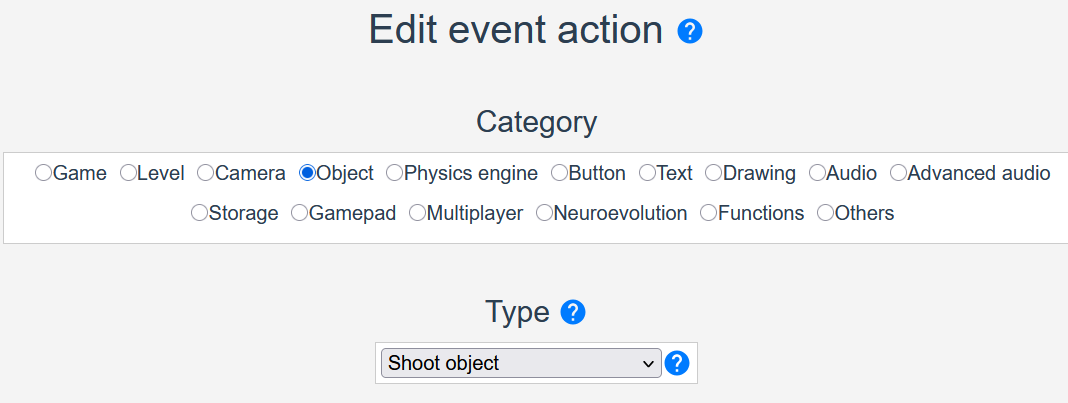 Edit event action ?
Category
Game Level Camera Object Physics engine Button Text Drawing Audio Advanced audio
Storage Gamepad Multiplayer Neuroevolution Functions Others
Type ?
Shoot object ?